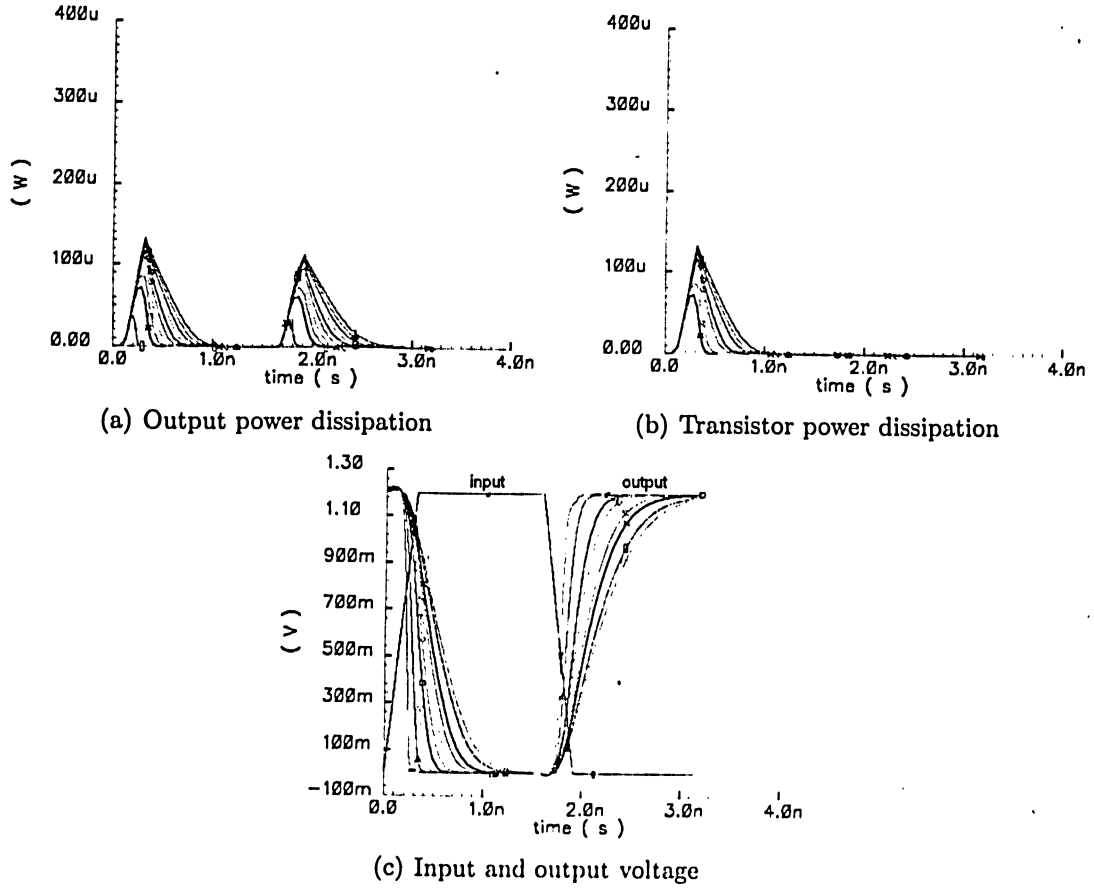 400u
300u
(W)
200u
100u
0.00
0.0 1.0n 2.0n 3.0n 4.0n
time ( s )
(a) Output power dissipation
400u
300u
(W)
200u
100u
0.00
0.0 1.0n 2.0n 3.0n 4.0n
time ( s )
(b) Transistor power dissipation
1.30
input output
1.10
900m
700m
(V)
500m
300m
100m
-100m
0.0 1.0n 2.0n 3.0n 4.0n
time ( s )
(c) Input and output voltage